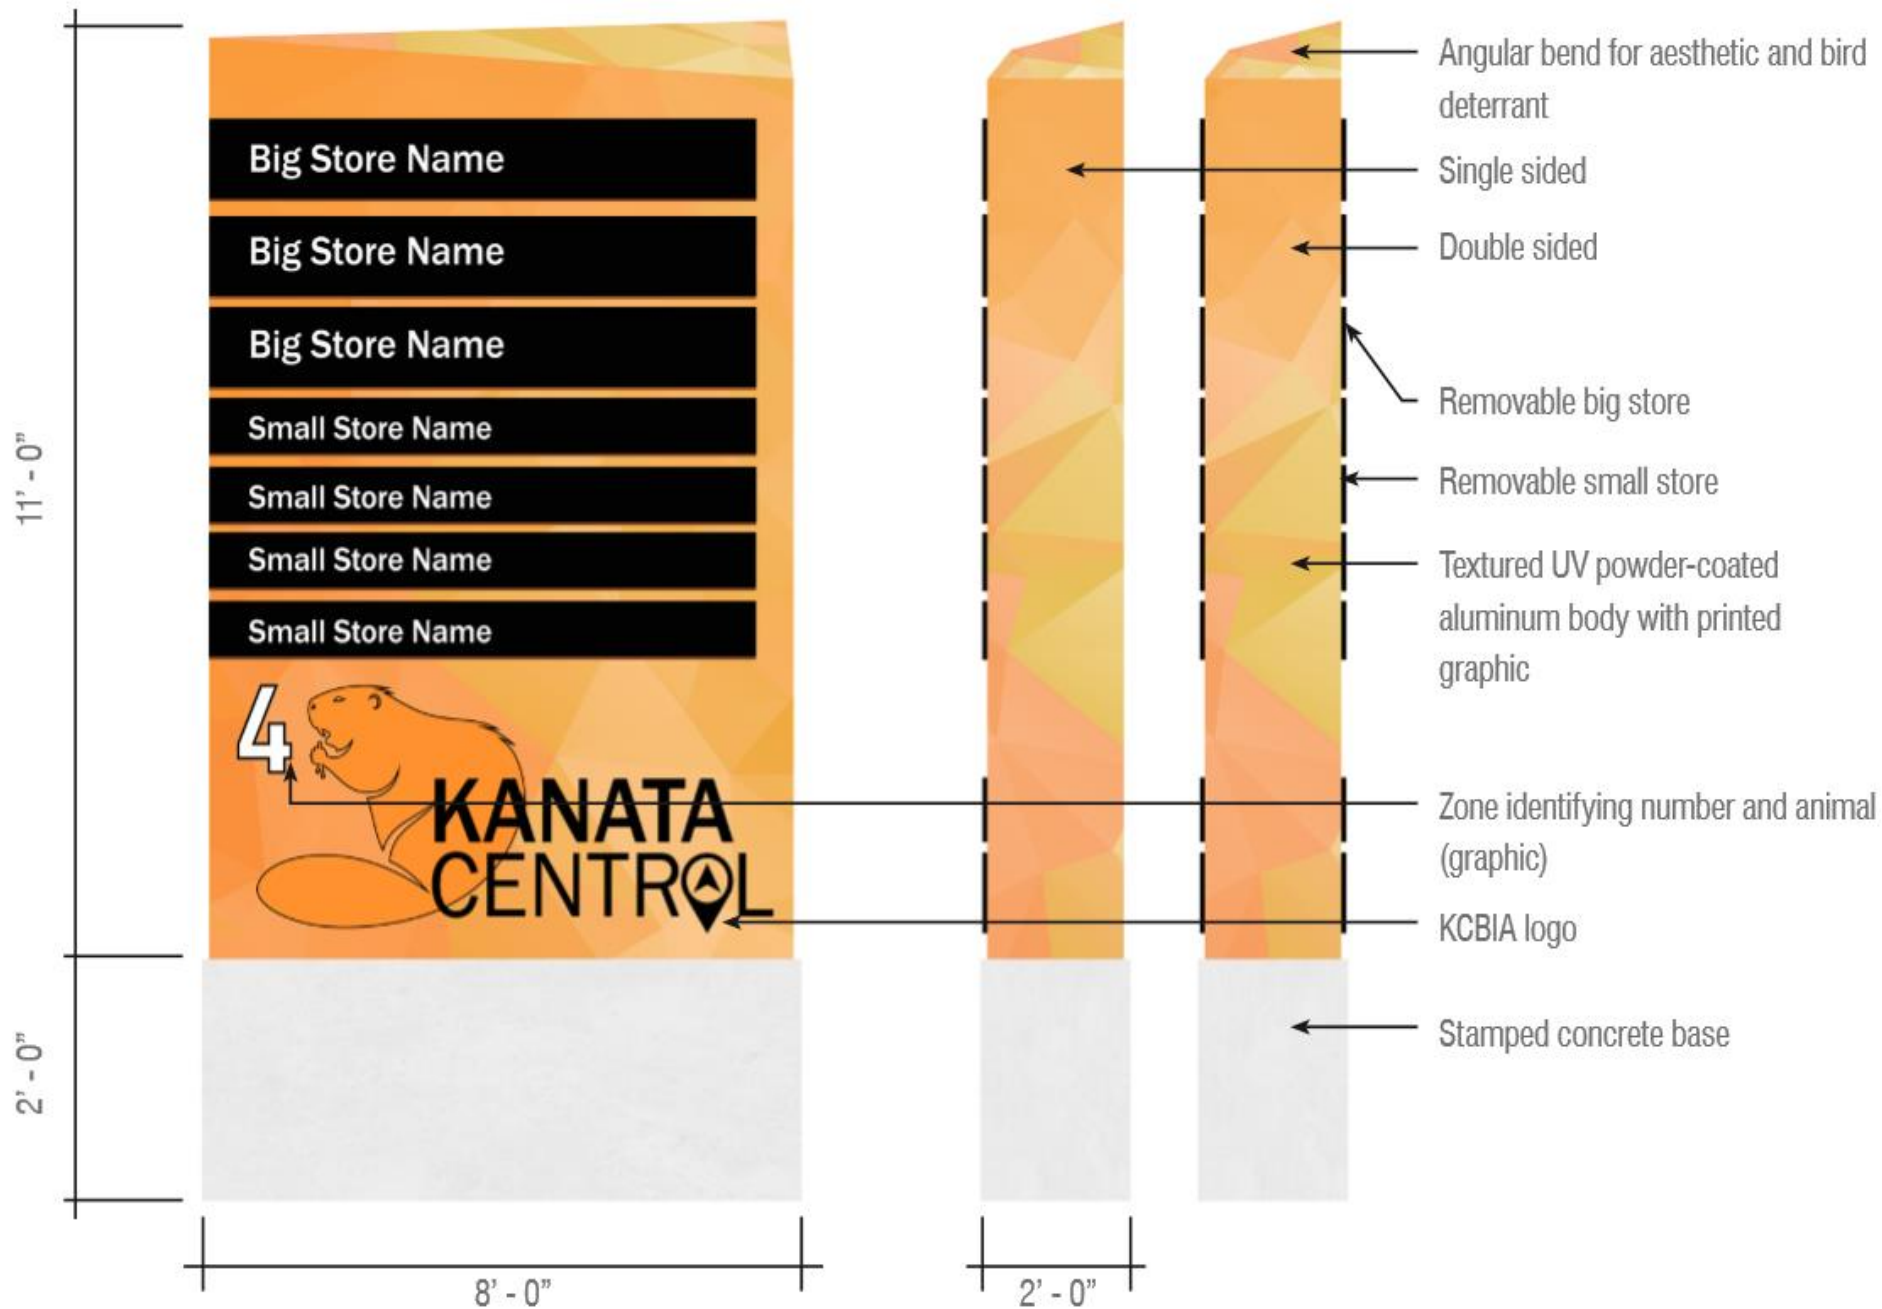 Big Store Name
Big Store Name
Big Store Name
Small Store Name
Small Store Name
Small Store Name
Small Store Name
4
KANATA
CENTRAL
11' - 0"
2' - 0"
8' - 0"
2' - 0"
Angular bend for aesthetic and bird
deterrant
Single sided
Double sided
Removable big store
Removable small store
Textured UV powder-coated
aluminum body with printed
graphic
Zone identifying number and animal
(graphic)
KCBIA logo
Stamped concrete base